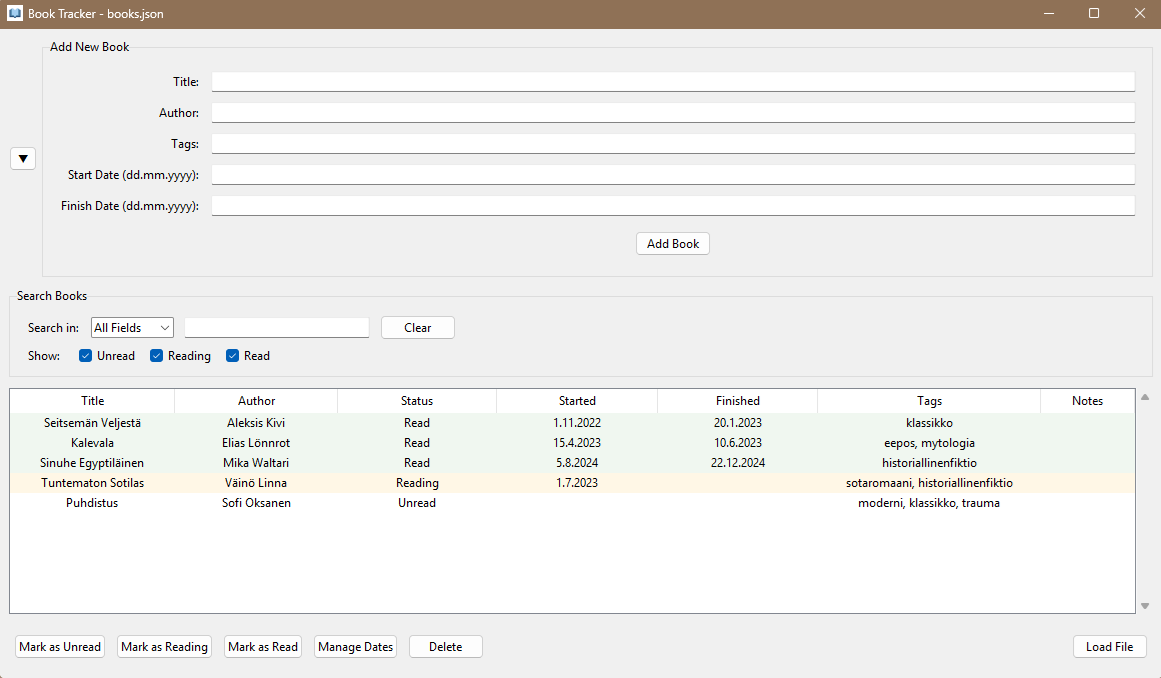 Book Tracker - books.json
Add New Book
Title:
Author:
Tags:
Start Date (dd.mm.yyyy):
Finish Date (dd.mm.yyyy):
Add Book
Search Books
Search in: All Fields Clear
Show: Unread Reading Read
Title Author Status Started Finished Tags Notes
Seitsemän Veljestä Aleksis Kivi Read 1.11.2022 20.1.2023 klassikko
Kalevala Elias Lönnrot Read 15.4.2023 10.6.2023 eepos, mytologia
Sinuhe Egyptiläinen Mika Waltari Read 5.8.2024 22.12.2024 historiallinenfiktio
Tuntematon Sotilas Väinö Linna Reading 1.7.2023 sotaromaani, historiallinenfiktio
Puhdistus Sofi Oksanen Unread moderni, klassikko, trauma
Mark as Unread Mark as Reading Mark as Read Manage Dates Delete Load File